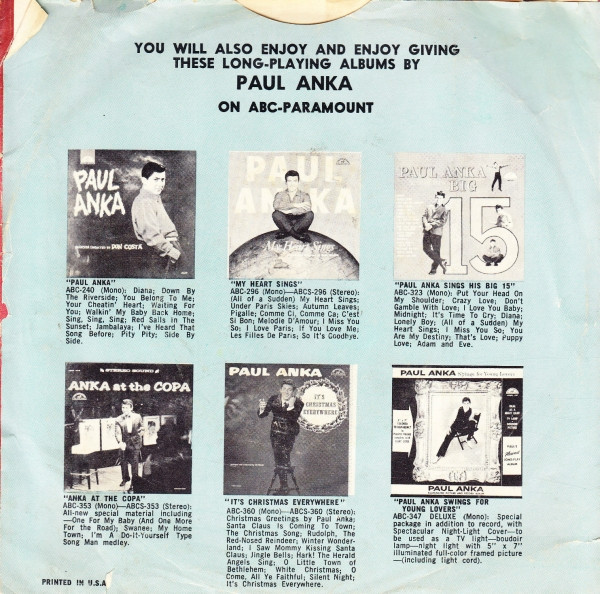 YOU WILL ALSO ENJOY AND ENJOY GIVING
THESE LONG-PLAYING ALBUMS BY
PAUL ANKA
ON ABC-PARAMOUNT
PAUL
ANKA
DON COSTA
"PAUL ANKA"
ABC-240 (Mono): Diana; Down By
The Riverside; You Belong To Me;
Your Cheatin' Heart; Waiting For
You; Walkin' My Baby Back Home;
Sing, Sing, Sing; Red Sails in The
Sunset; Jambalaya; I've Heard That
Song Before; Pity Pity; Side By
Side.
PAUL
ANKA
My Heart Sings
"MY HEART SINGS"
ABC-296 (Mono)—ABCS-296 (Stereo):
(All of a Sudden) My Heart Sings;
Under Paris Skies; Autumn Leaves;
Pigalle; Comme Ci, Comme Ca; C'est
Si Bon; Melodie D'Amour; I Miss You
So; I Love Paris; If You Love Me;
Les Filles De Paris; So It's Goodbye.
PAUL ANKA
BIG
15
"PAUL ANKA SINGS HIS BIG 15"
ABC-323 (Mono): Put Your Head On
My Shoulder; Crazy Love; Don't
Gamble With Love; I Love You Baby;
Midnight; It's Time To Cry; Diana;
Lonely Boy; (All of a Sudden) My
Heart Sings; I Miss You So; You
Are My Destiny; That's Love; Puppy
Love; Adam and Eve.
ANKA at the COPA
"ANKA AT THE COPA"
ABC-353 (Mono)—ABCS-353 (Stereo):
All-new special material including
—One For My Baby (And One More
For the Road); Swanee; My Home
Town; I'm A Do-It-Yourself Type
Song Man medley.
PAUL ANKA
IT'S
CHRISTMAS
EVERYWHERE
"IT'S CHRISTMAS EVERYWHERE"
ABC-360 (Mono)—ABCS-360 (Stereo):
Christmas Greetings by Paul Anka;
Santa Claus Is Coming To Town;
The Christmas Song; Rudolph, The
Red-Nosed Reindeer; Winter Wonder-
land; I Saw Mommy Kissing Santa
Claus; Jingle Bells; Hark! The Herald
Angels Sing; O Little Town of
Bethlehem; White Christmas; O
Come, All Ye Faithful; Silent Night;
It's Christmas Everywhere.
PAUL ANKA Swings for Young Lovers
PAUL ANKA
"PAUL ANKA SWINGS FOR
YOUNG LOVERS"
ABC-347 DELUXE (Mono): Special
package in addition to record, with
Spectacular Night-Light Cover—to
be used as a TV light—boudoir
lamp—night light with 5" x 7"
illuminated full-color framed picture
—(including light cord).
PRINTED IN U.S.A.